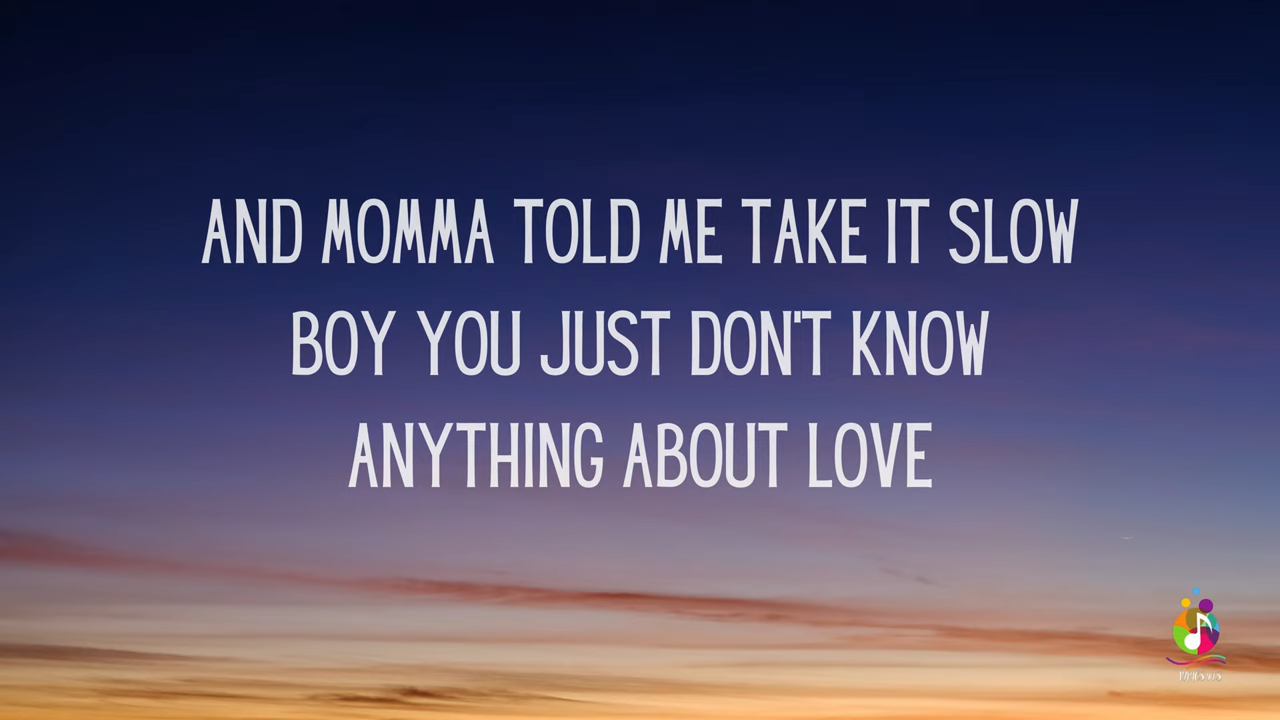 AND MOMMA TOLD ME TAKE IT SLOW
BOY YOU JUST DON'T KNOW
ANYTHING ABOUT LOVE